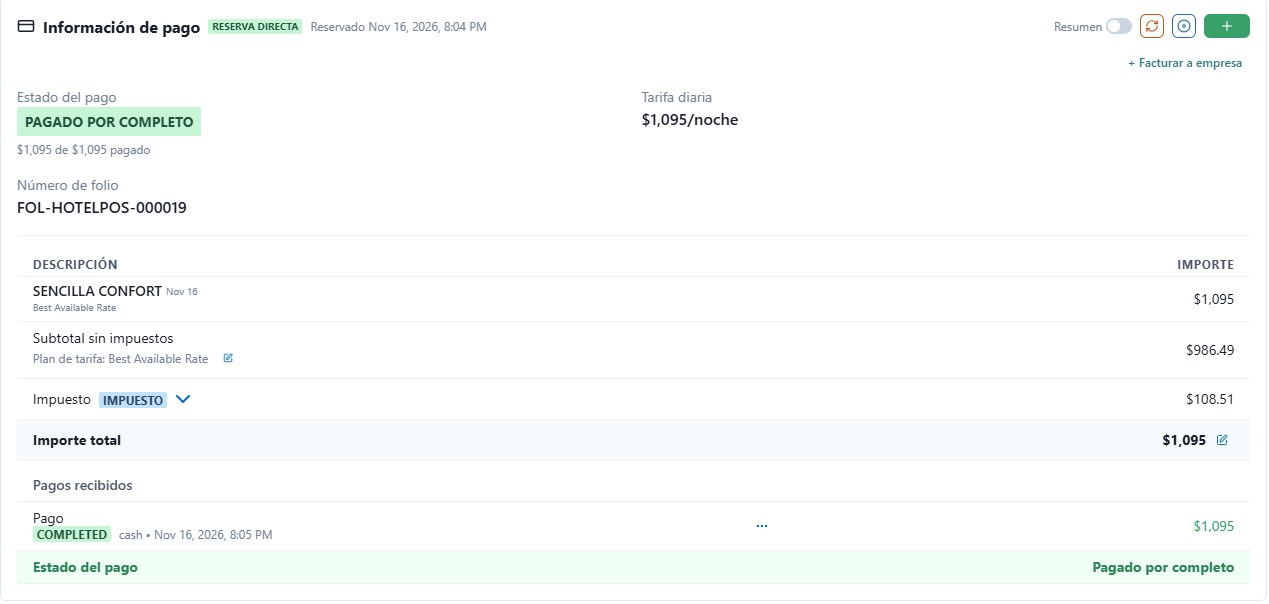 Información de pago RESERVA DIRECTA Reservado Nov 16, 2026, 8:04 PM Resumen
+ Facturar a empresa
Estado del pago Tarifa diaria
PAGADO POR COMPLETO $1,095/noche
$1,095 de $1,095 pagado
Número de folio
FOL-HOTELPOS-000019
DESCRIPCIÓN IMPORTE
SENCILLA CONFORT Nov 16 $1,095
Best Available Rate
Subtotal sin impuestos $986.49
Plan de tarifa: Best Available Rate
Impuesto IMPUESTO $108.51
Importe total $1,095
Pagos recibidos
Pago $1,095
COMPLETED cash • Nov 16, 2026, 8:05 PM
Estado del pago Pagado por completo